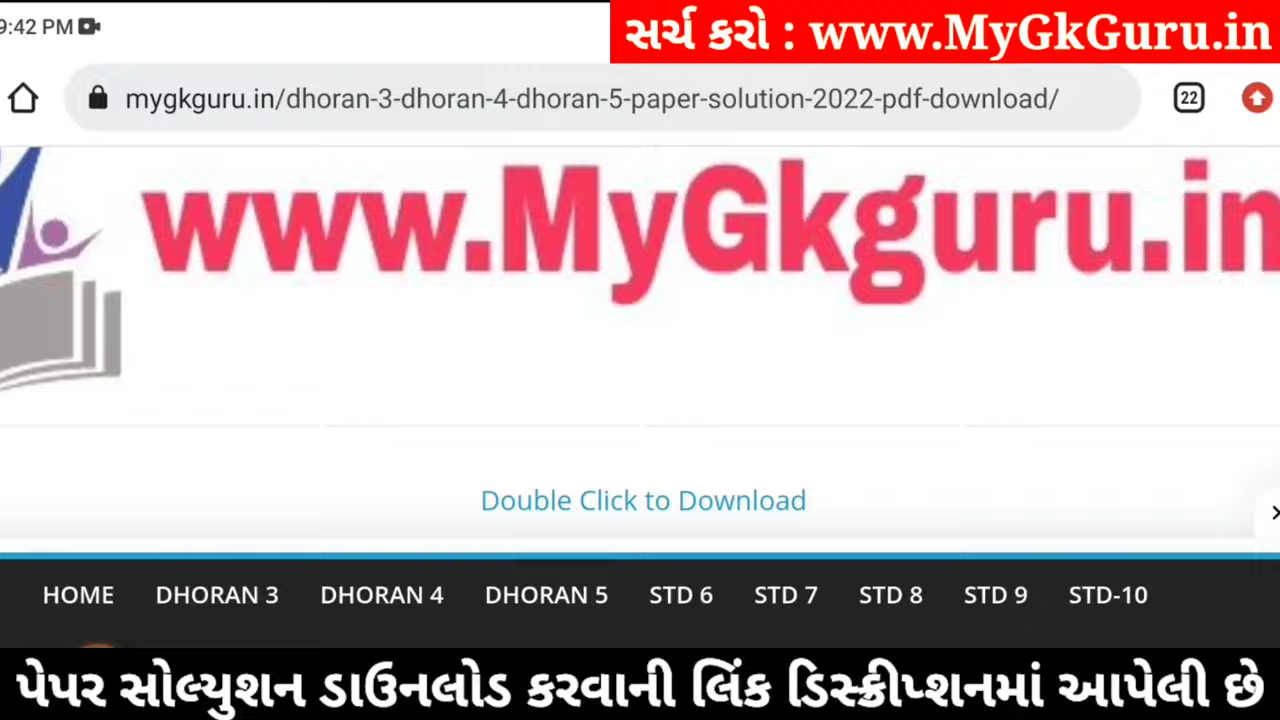 9:42 PM
સર્ચ કરો : www.MyGkGuru.in
mygkguru.in/dhoran-3-dhoran-4-dhoran-5-paper-solution-2022-pdf-download/
22
www.MyGkguru.in
Double Click to Download
HOME DHORAN 3 DHORAN 4 DHORAN 5 STD 6 STD 7 STD 8 STD 9 STD-10
પેપર સોલ્યુશન ડાઉનલોડ કરવાની લિંક ડિસ્ક્રીપ્શનમાં આપેલી છે